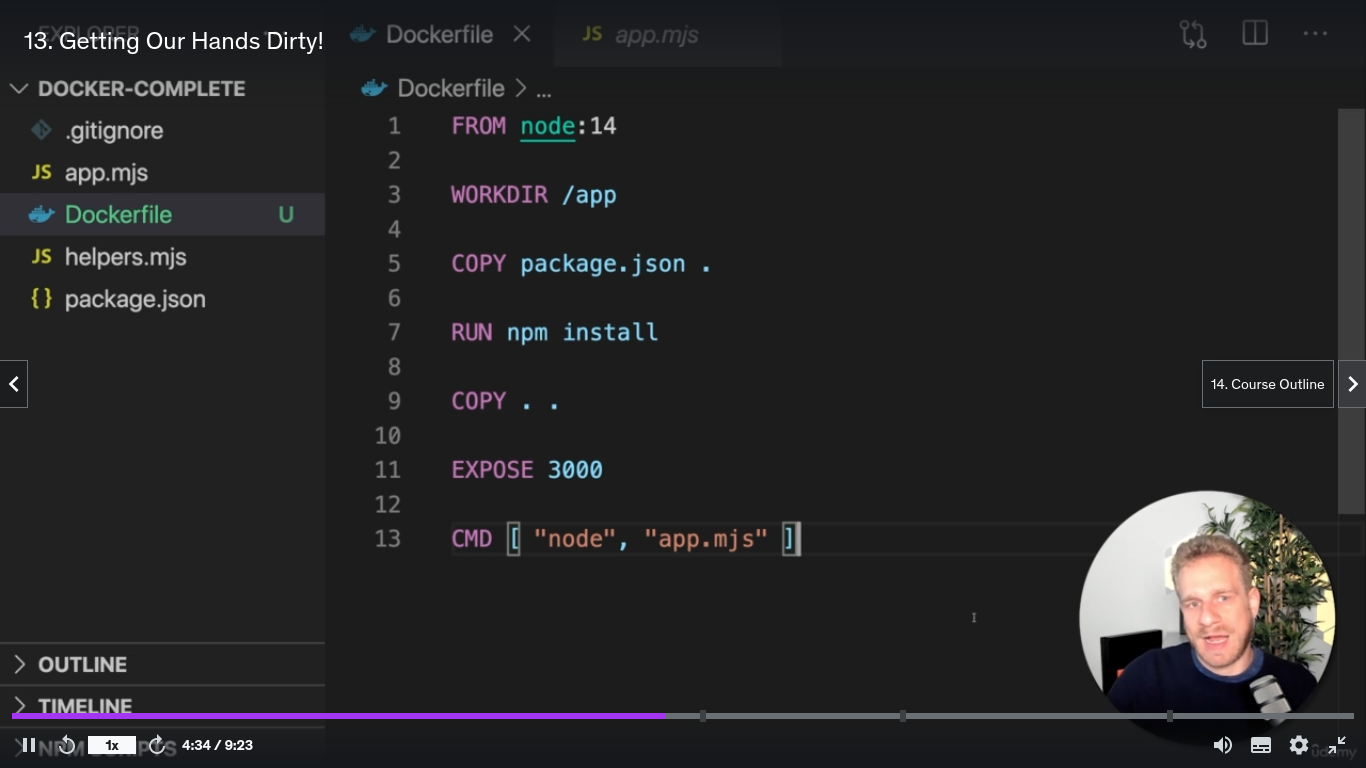 13. Getting Our Hands Dirty!
EXPLORER
Dockerfile
JS app.mjs
DOCKER-COMPLETE
Dockerfile > ...
.gitignore
JS app.mjs
Dockerfile U
JS helpers.mjs
{} package.json
1 FROM node:14
2
3 WORKDIR /app
4
5 COPY package.json .
6
7 RUN npm install
8
9 COPY . .
10
11 EXPOSE 3000
12
13 CMD [ "node", "app.mjs" ]
14. Course Outline
OUTLINE
TIMELINE
NPM SCRIPTS
1x
4:34 / 9:23
udemy